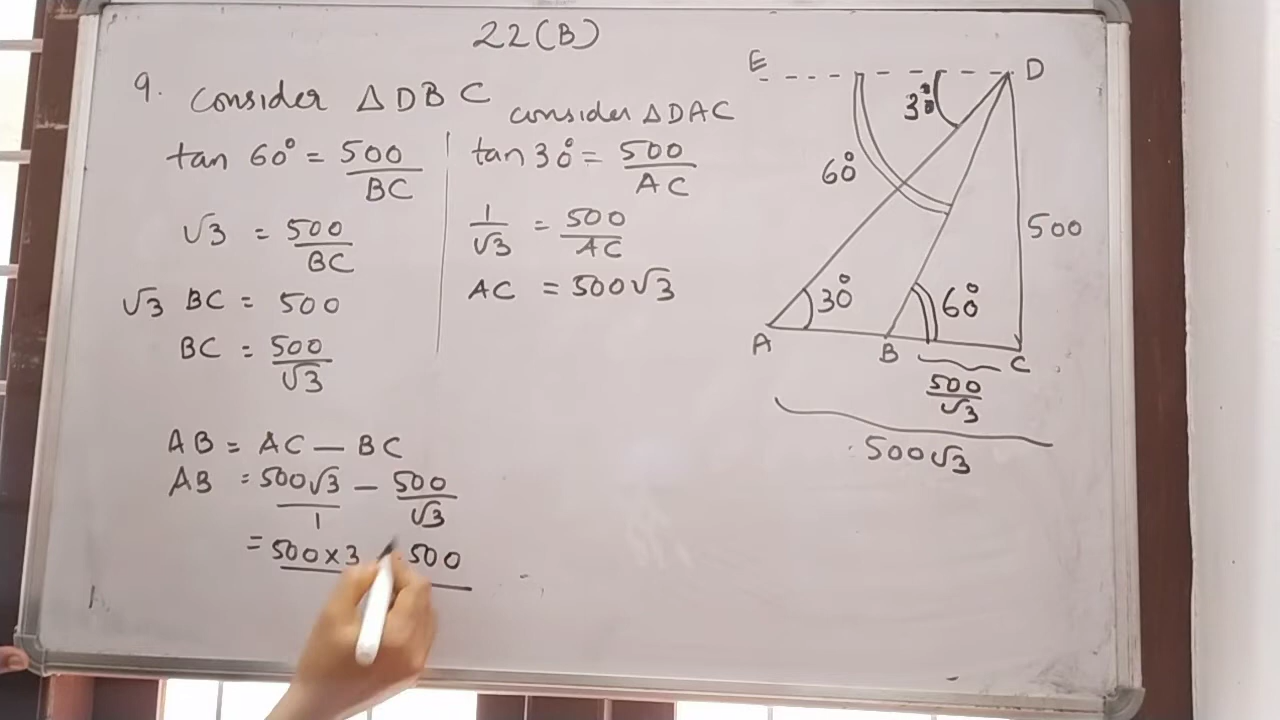 22(B)
9. Consider ΔDBC
tan 60° = 500/BC
√3 = 500/BC
√3 BC = 500
BC = 500/√3
consider ΔDAC
tan 30° = 500/AC
1/√3 = 500/AC
AC = 500√3
AB = AC - BC
AB = 500√3/1 - 500/√3
= 500×3 500
E
D
30°
60°
500
30°
60°
A
B
C
500/√3
500√3